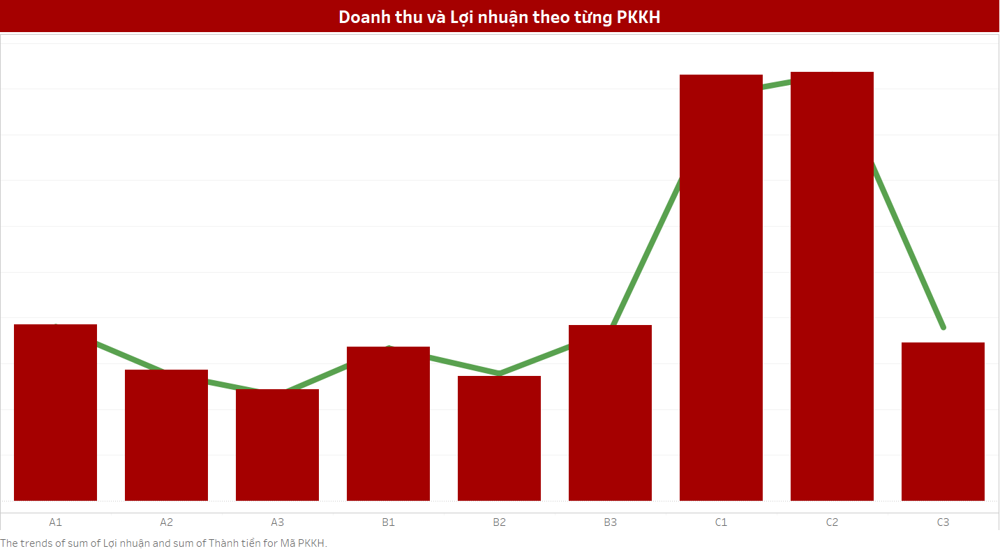 Doanh thu và Lợi nhuận theo từng PKKH
A1 A2 A3 B1 B2 B3 C1 C2 C3
The trends of sum of Lợi nhuận and sum of Thành tiền for Mã PKKH.